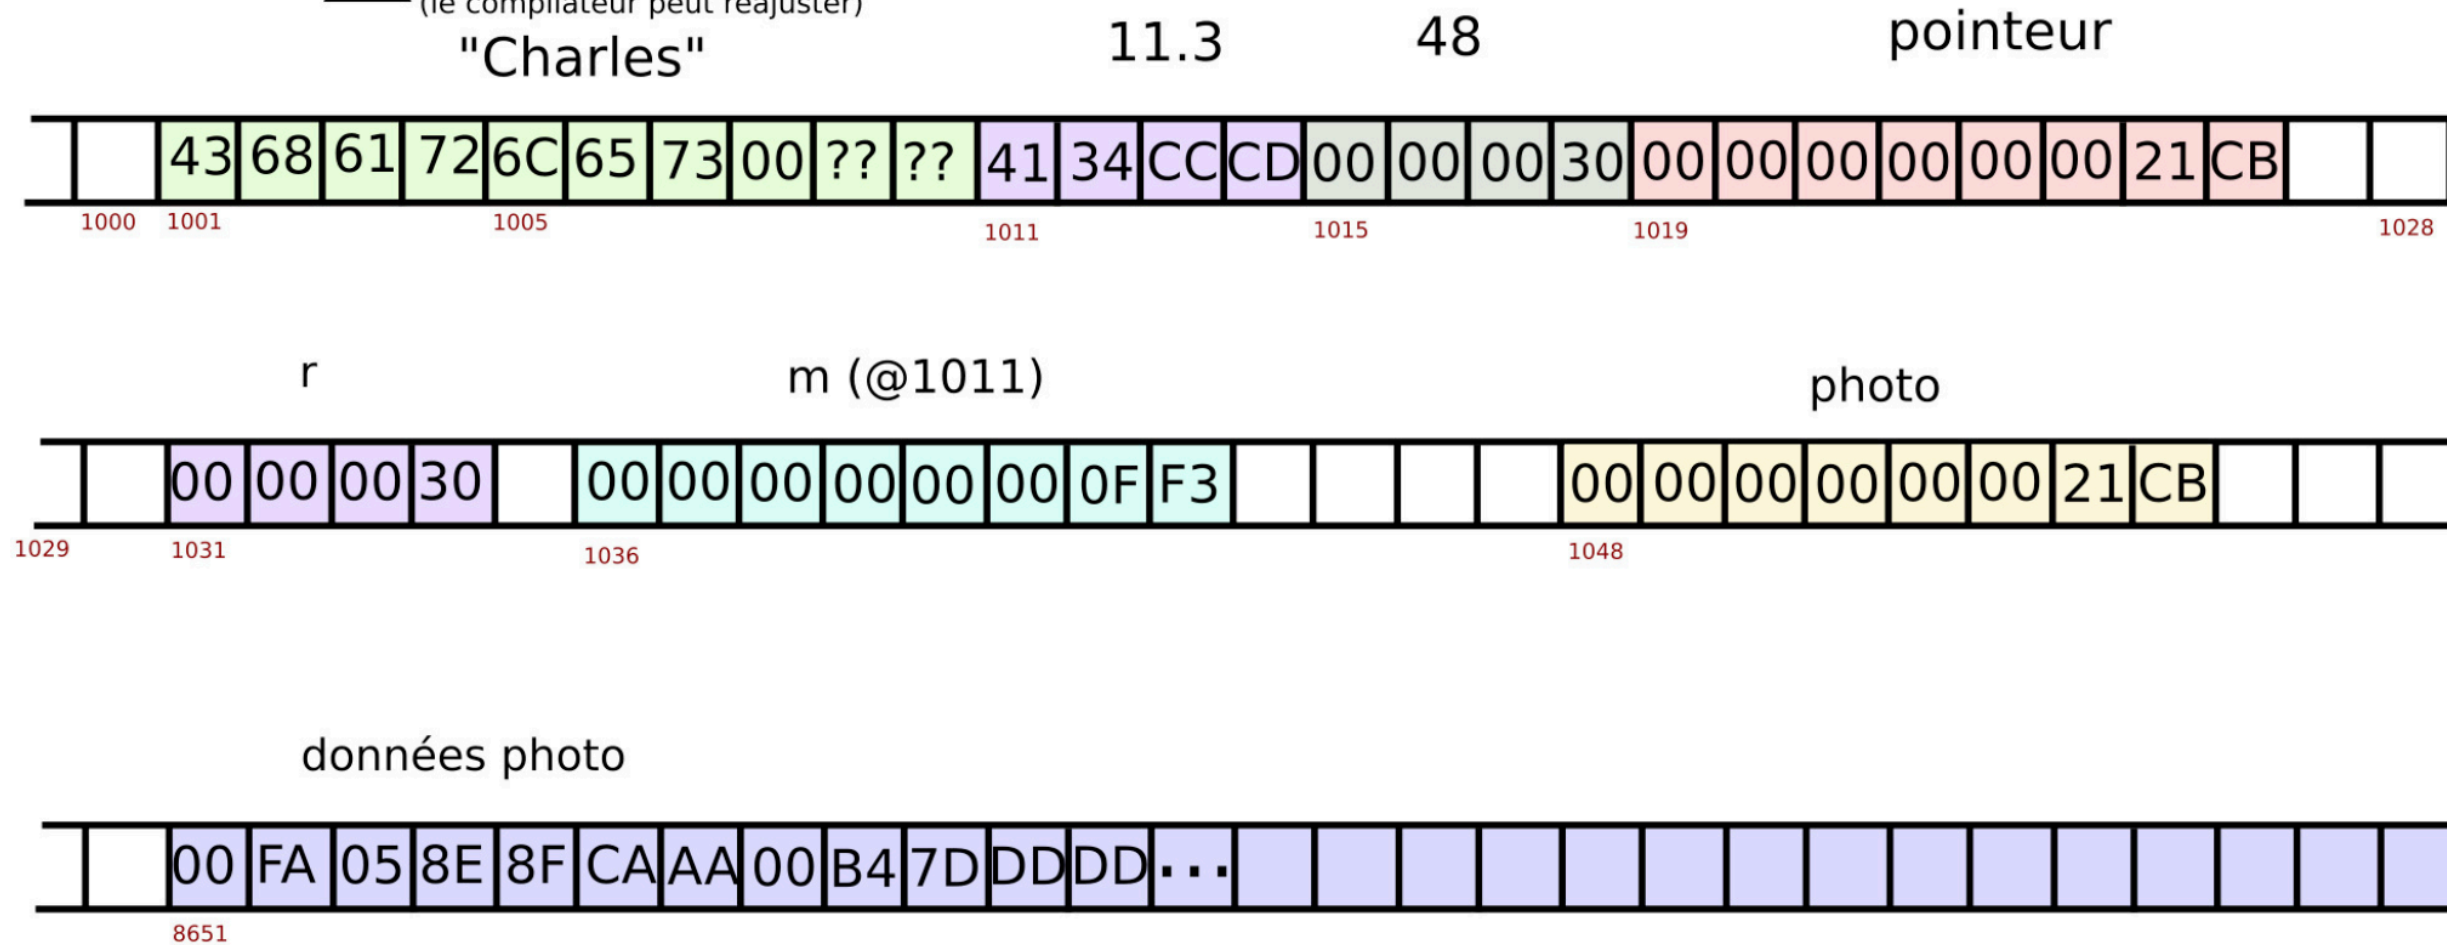 (le compilateur peut réajuster)
"Charles" 11.3 48 pointeur
43 68 61 72 6C 65 73 00 ?? ?? 41 34 CC CD 00 00 00 30 00 00 00 00 00 00 21 CB
1000 1001 1005 1011 1015 1019 1028
r m (@1011) photo
00 00 00 30 00 00 00 00 00 00 0F F3 00 00 00 00 00 00 21 CB
1029 1031 1036 1048
données photo
00 FA 05 8E 8F CA AA 00 B4 7D DD DD ...
8651